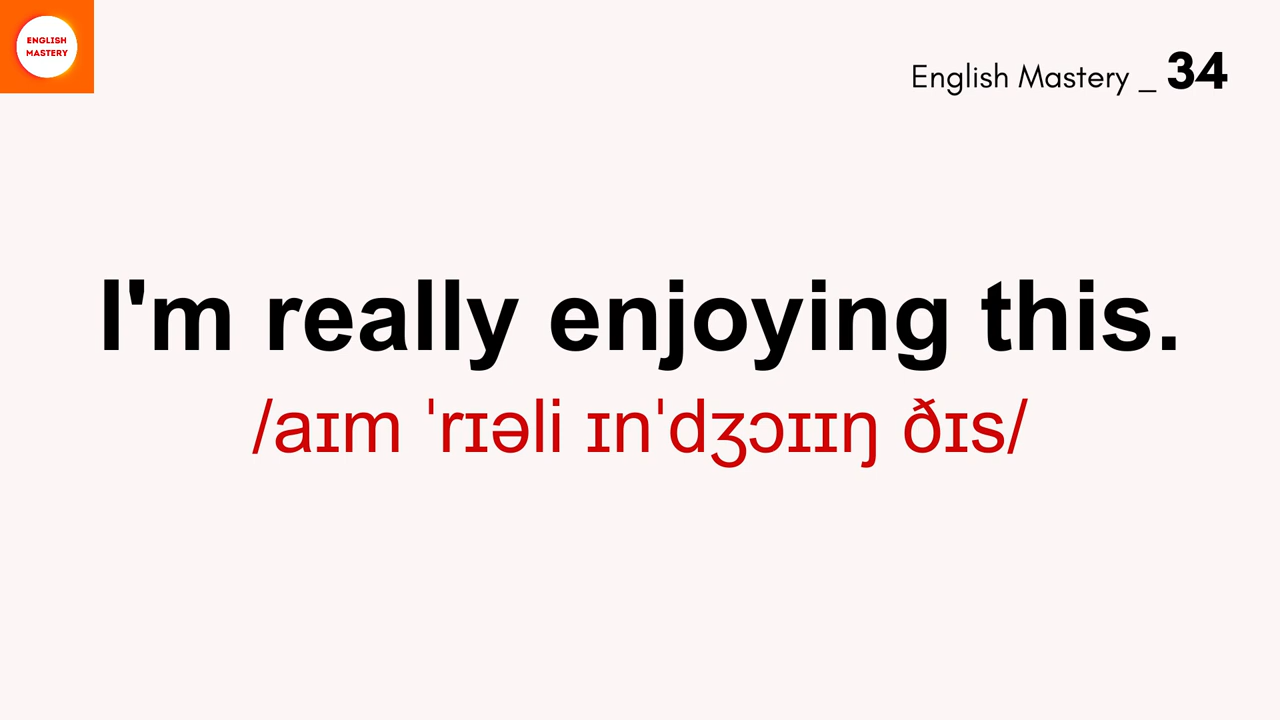 ENGLISH
MASTERY
English Mastery _ 34
I'm really enjoying this.
/aɪm ˈrɪəli ɪnˈdʒɔɪɪŋ ðɪs/